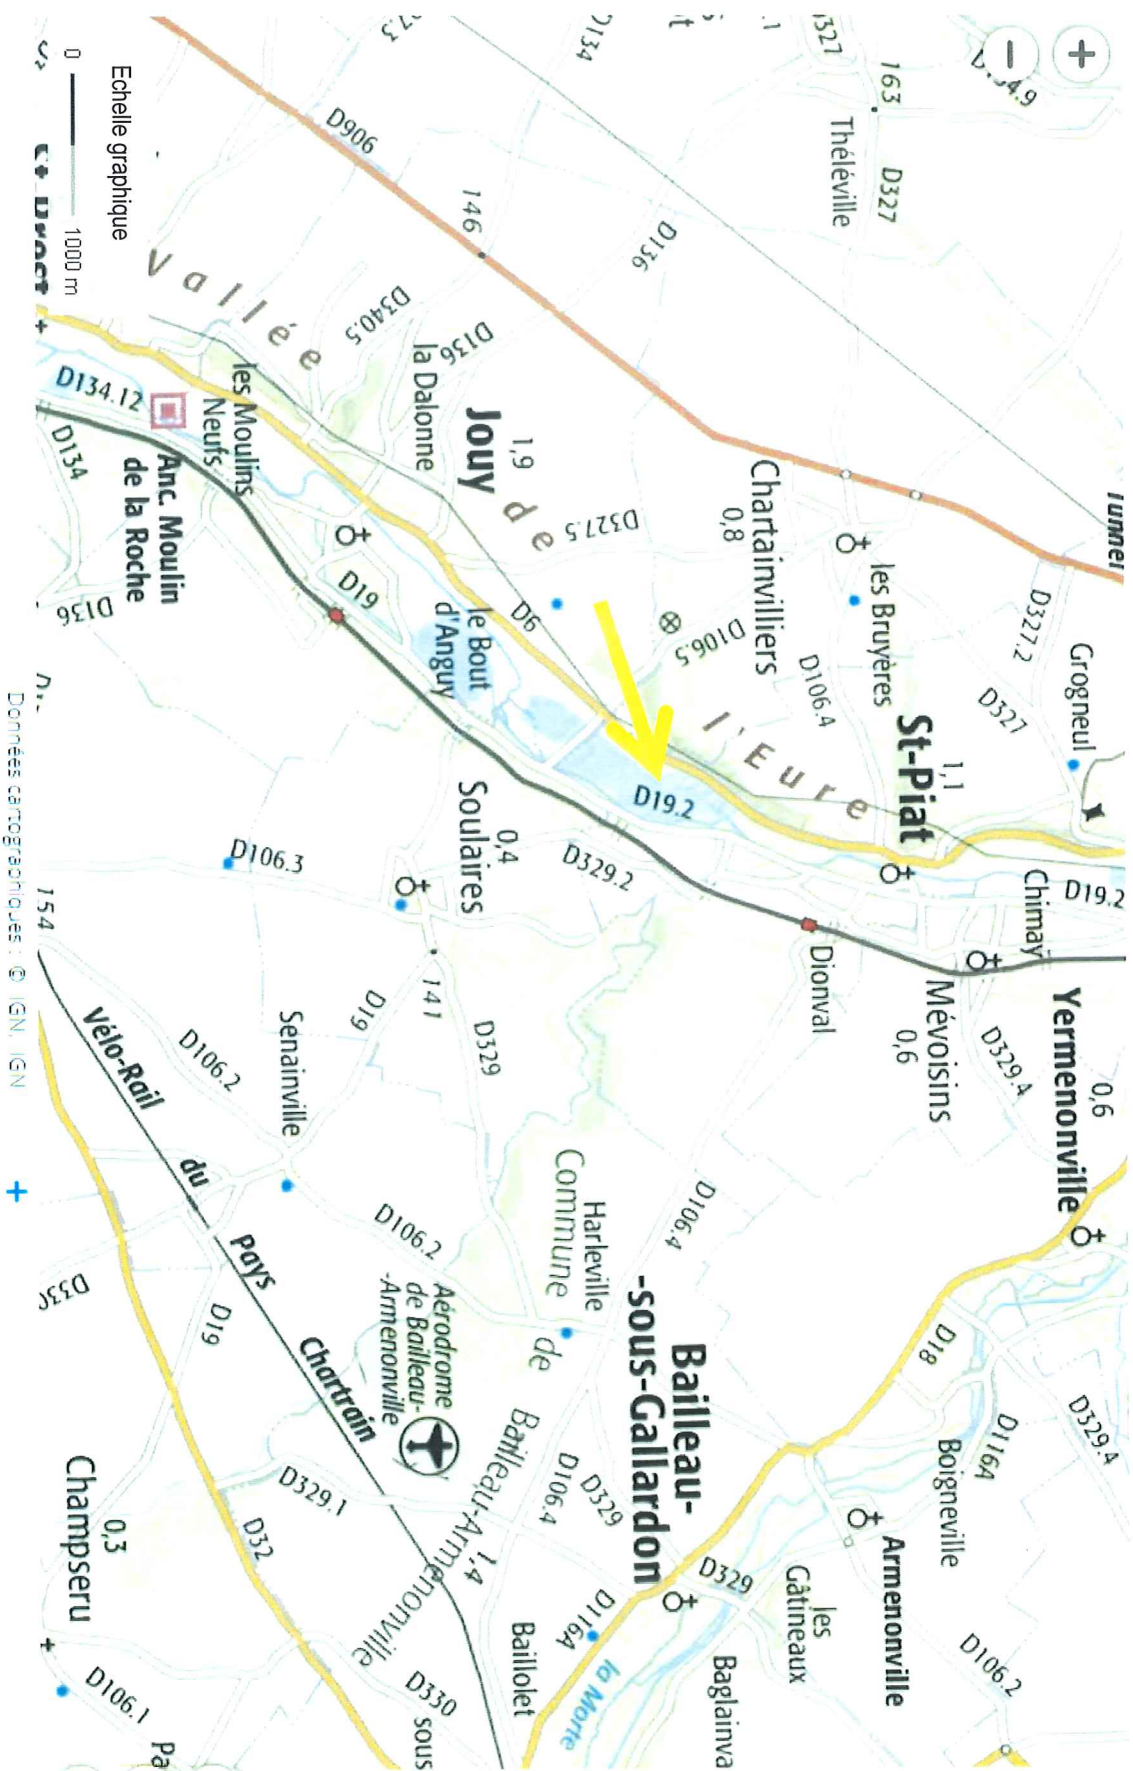 Echelle graphique
0
1000 m
D134
D134.9
.1
327
163
Théléville
D327
D906
146
D136
Vallée
de
l'Eure
D340.5
D136
la Dalonne
les Moulins
Neufs
D134.12
D134
Anc. Moulin
de la Roche
D136
1,9
Jouy
D19
le Bout
d'Anguy
D6
D327.5
Chartainvilliers
0,8
D106.5
les Bruyères
D106.4
D327.2
D327
Grogneul
Tunnel
1,1
St-Piat
D19.2
D19.2
Chimay
0,4
Soulaires
D329.2
D106.3
154
141
D19
D329
Dionval
Mévoisins
0,6
D329.4
0,6
Yermenonville
Vélo-Rail
du
Pays
Chartrain
D106.2
Senainville
D106.2
D19
Harleville
Commune de Bailleau-Armenonville
1,4
D106.4
Aérodrome
de Bailleau-
-Armenonville
Bailleau-
-sous-Gallardon
D18
D116A
D329.4
Boigneville
Armenonville
les
Gâtineaux
D329
D106.4
D329
D329.1
D32
0,3
Champseru
D106.1
D330
sous
Baillolet
D116A
la Morte
Baglainva
D106.2
Pa
Données cartographiques : © IGN, IGN